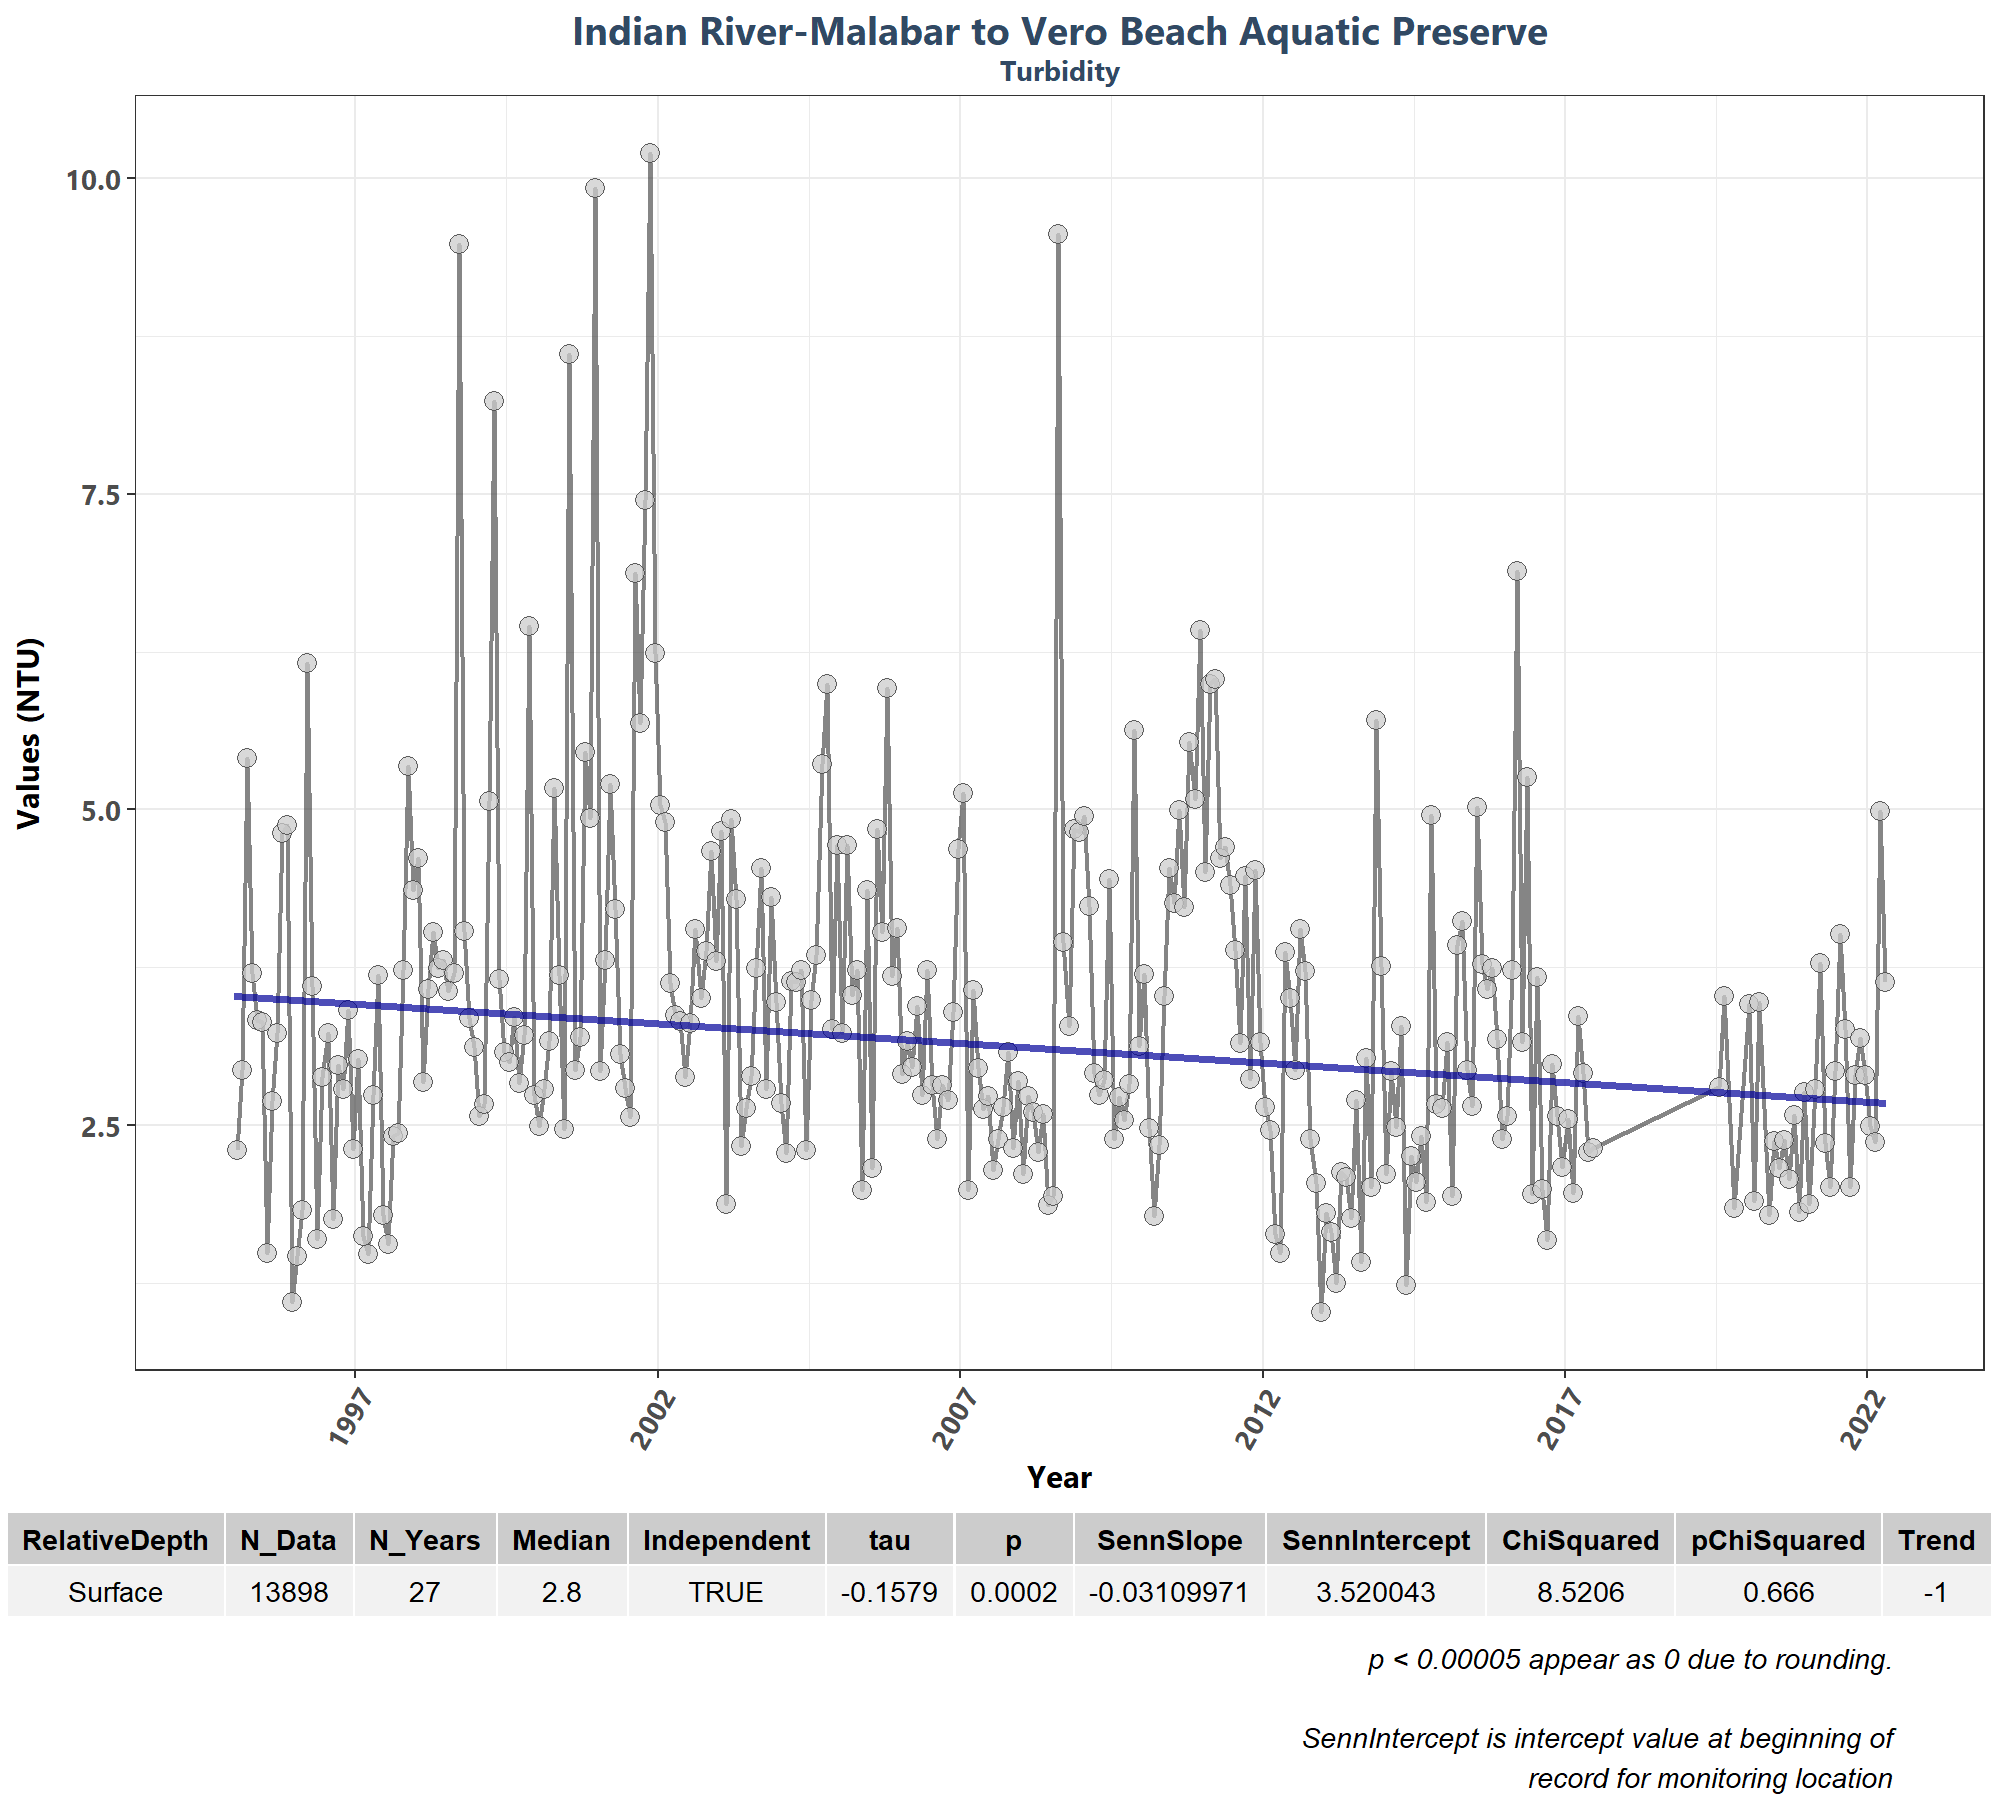 Indian River-Malabar to Vero Beach Aquatic Preserve
Turbidity
Values (NTU)
10.0
7.5
5.0
2.5
1997 2002 2007 2012 2017 2022
Year
RelativeDepth N_Data N_Years Median Independent tau p SennSlope SennIntercept ChiSquared pChiSquared Trend
Surface 13898 27 2.8 TRUE -0.1579 0.0002 -0.03109971 3.520043 8.5206 0.666 -1
p < 0.00005 appear as 0 due to rounding.
SennIntercept is intercept value at beginning of
record for monitoring location